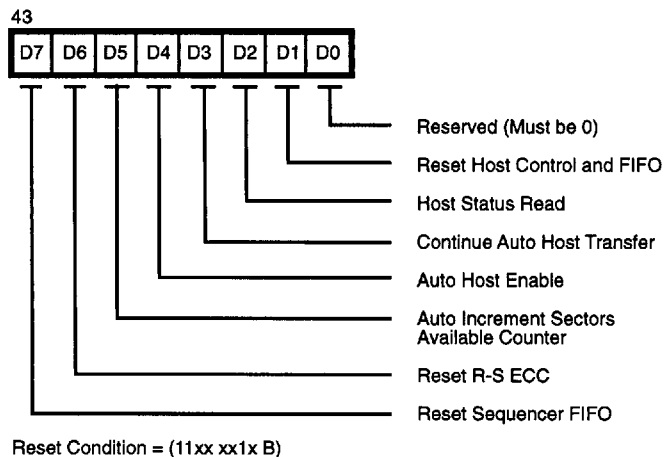 43
D7 D6 D5 D4 D3 D2 D1 D0
Reserved (Must be 0)
Reset Host Control and FIFO
Host Status Read
Continue Auto Host Transfer
Auto Host Enable
Auto Increment Sectors
Available Counter
Reset R-S ECC
Reset Sequencer FIFO
Reset Condition = (11xx xx1x B)